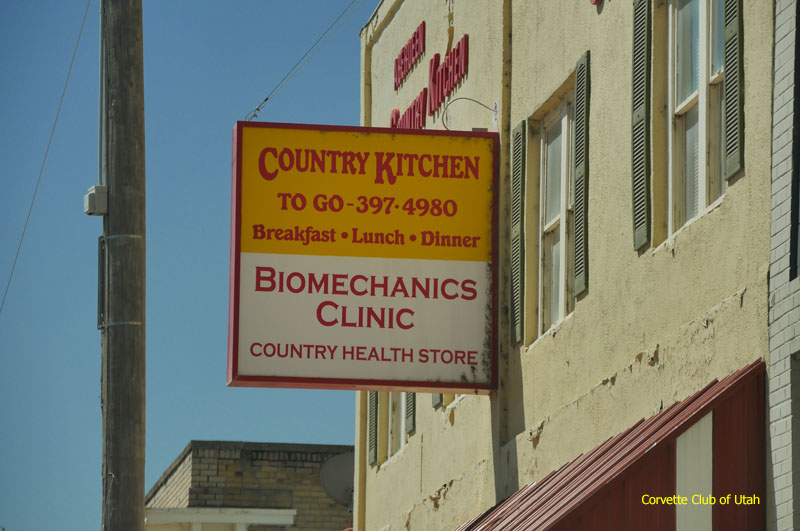 ABERDEEN
COUNTRY KITCHEN
COUNTRY KITCHEN
TO GO - 397·4980
Breakfast • Lunch • Dinner
BIOMECHANICS
CLINIC
COUNTRY HEALTH STORE
Corvette Club of Utah